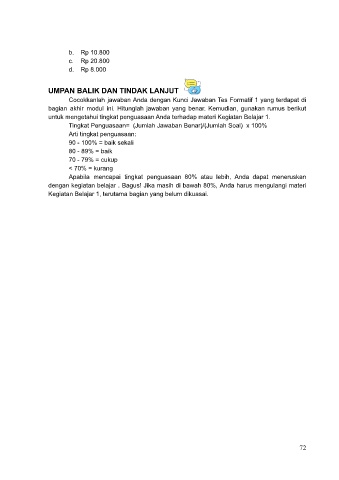 b. Rp 10.800
c. Rp 20.800
d. Rp 8.000
UMPAN BALIK DAN TINDAK LANJUT
Cocokkanlah jawaban Anda dengan Kunci Jawaban Tes Formatif 1 yang terdapat di
bagian akhir modul ini. Hitunglah jawaban yang benar. Kemudian, gunakan rumus berikut
untuk mengetahui tingkat penguasaan Anda terhadap materi Kegiatan Belajar 1.
Tingkat Penguasaan= (Jumlah Jawaban Benar)/(Jumlah Soal) x 100%
Arti tingkat penguasaan:
90 - 100% = baik sekali
80 - 89% = baik
70 - 79% = cukup
< 70% = kurang
Apabila mencapai tingkat penguasaan 80% atau lebih, Anda dapat meneruskan
dengan kegiatan belajar . Bagus! Jika masih di bawah 80%, Anda harus mengulangi materi
Kegiatan Belajar 1, terutama bagian yang belum dikuasai.
72